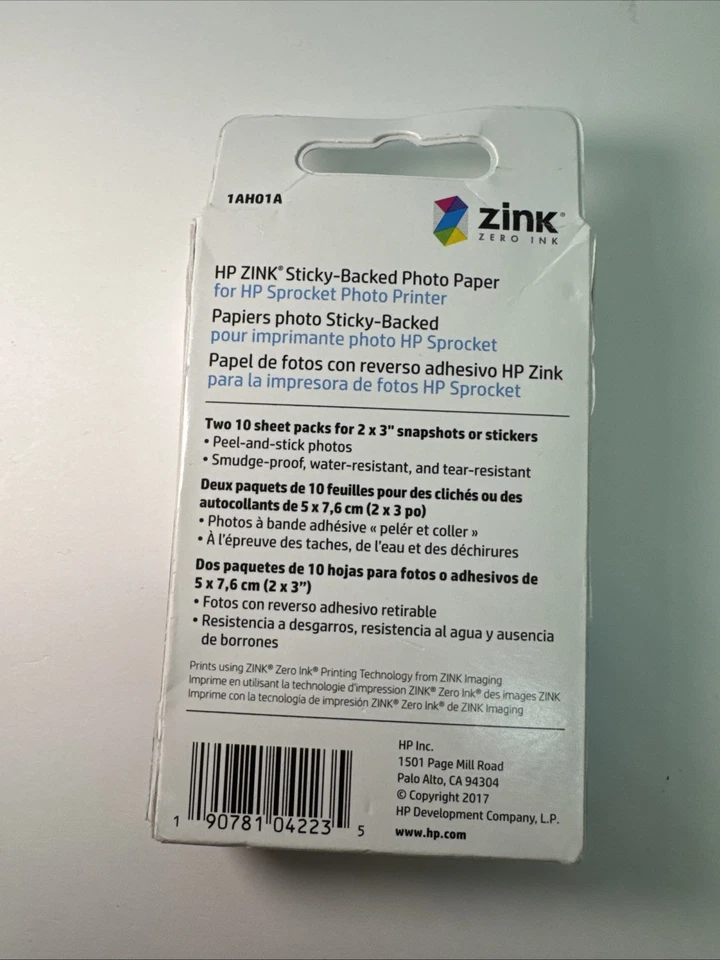 1AH01A
zink®
ZERO INK
HP ZINK® Sticky-Backed Photo Paper
for HP Sprocket Photo Printer
Papiers photo Sticky-Backed
pour imprimante photo HP Sprocket
Papel de fotos con reverso adhesivo HP Zink
para la impresora de fotos HP Sprocket
Two 10 sheet packs for 2 x 3" snapshots or stickers
• Peel-and-stick photos
• Smudge-proof, water-resistant, and tear-resistant
Deux paquets de 10 feuilles pour des clichés ou des
autocollants de 5 x 7,6 cm (2 x 3 po)
• Photos à bande adhésive « pelér et coller »
• À l'épreuve des taches, de l'eau et des déchirures
Dos paquetes de 10 hojas para fotos o adhesivos de
5 x 7,6 cm (2 x 3”)
• Fotos con reverso adhesivo retirable
• Resistencia a desgarros, resistencia al agua y ausencia
de borrones
Prints using ZINK® Zero Ink® Printing Technology from ZINK Imaging
Imprime en utilisant la technologie d'impression ZINK® Zero Ink® des images ZINK
Imprime con la tecnología de impresión ZINK® Zero Ink® de ZINK Imaging
HP Inc.
1501 Page Mill Road
Palo Alto, CA 94304
© Copyright 2017
HP Development Company, L.P.
www.hp.com
1 90781 04223 5